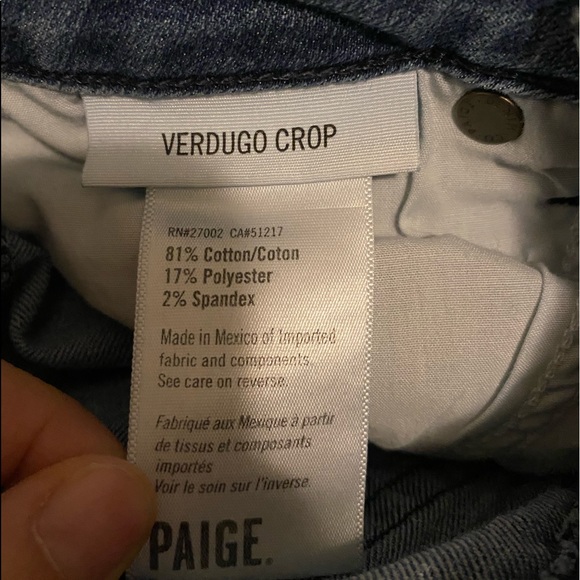 VERDUGO CROP
RN#27002 CA#51217
81% Cotton/Coton
17% Polyester
2% Spandex
Made in Mexico of Imported
fabric and components
See care on reverse.
Fabriqué aux Mexique à partir
de tissus et composants
importés
Voir le soin sur l'inverse.
PAIGE.